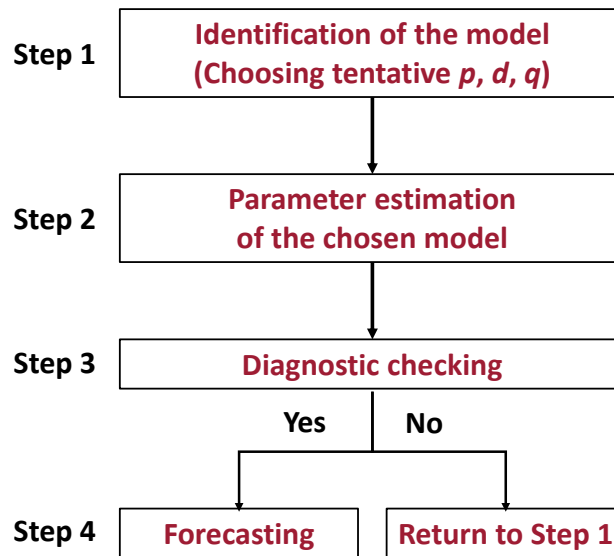 Step 1
Identification of the model
(Choosing tentative p, d, q)
Step 2
Parameter estimation
of the chosen model
Step 3
Diagnostic checking
Yes
No
Step 4
Forecasting
Return to Step 1